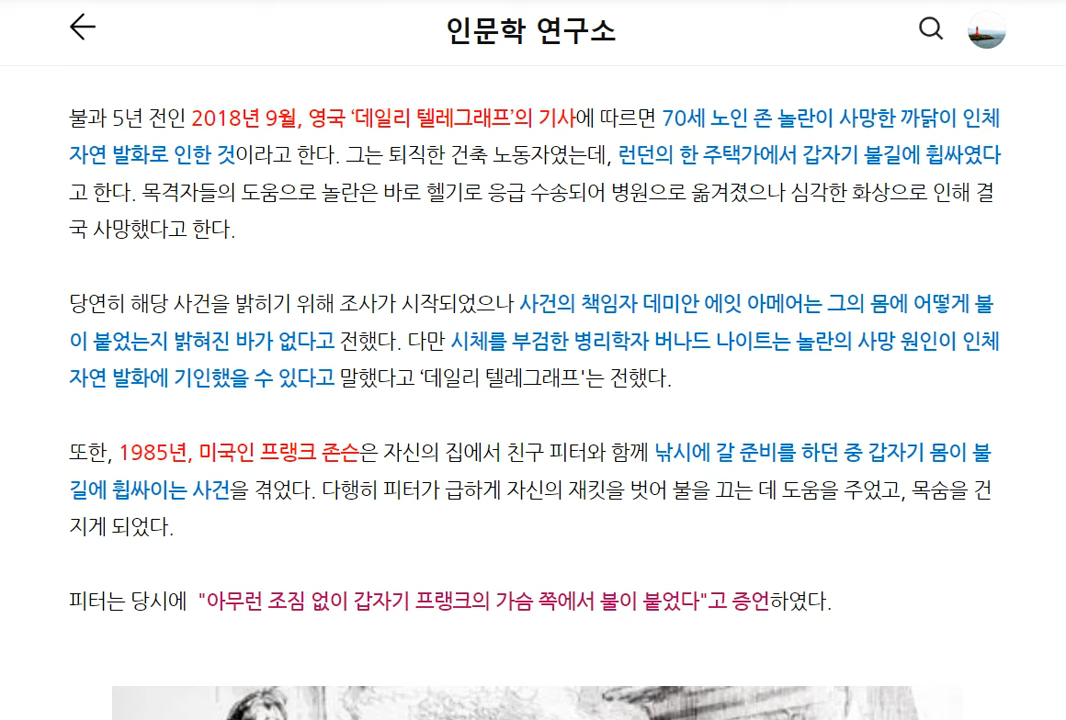 인문학 연구소
불과 5년 전인 2018년 9월, 영국 ‘데일리 텔레그래프’의 기사에 따르면 70세 노인 존 놀란이 사망한 까닭이 인체
자연 발화로 인한 것이라고 한다. 그는 퇴직한 건축 노동자였는데, 런던의 한 주택가에서 갑자기 불길에 휩싸였다
고 한다. 목격자들의 도움으로 놀란은 바로 헬기로 응급 수송되어 병원으로 옮겨졌으나 심각한 화상으로 인해 결
국 사망했다고 한다.
당연히 해당 사건을 밝히기 위해 조사가 시작되었으나 사건의 책임자 데미안 에잇 아메어는 그의 몸에 어떻게 불
이 붙었는지 밝혀진 바가 없다고 전했다. 다만 시체를 부검한 병리학자 버나드 나이트는 놀란의 사망 원인이 인체
자연 발화에 기인했을 수 있다고 말했다고 ‘데일리 텔레그래프'는 전했다.
또한, 1985년, 미국인 프랭크 존슨은 자신의 집에서 친구 피터와 함께 낚시에 갈 준비를 하던 중 갑자기 몸이 불
길에 휩싸이는 사건을 겪었다. 다행히 피터가 급하게 자신의 재킷을 벗어 불을 끄는 데 도움을 주었고, 목숨을 건
지게 되었다.
피터는 당시에 "아무런 조짐 없이 갑자기 프랭크의 가슴 쪽에서 불이 붙었다"고 증언하였다.